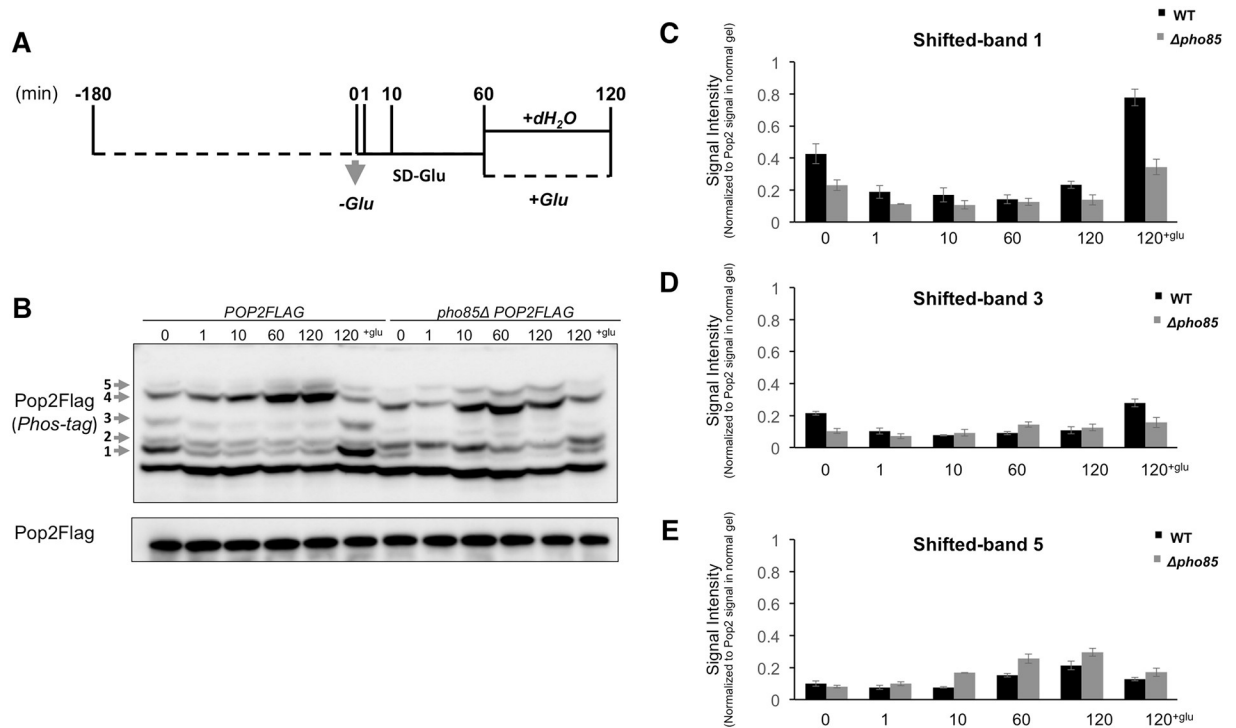 A
(min) -180 0 1 10 60 120
+dH₂O
SD-Glu
-Glu
+Glu
B
POP2FLAG pho85Δ POP2FLAG
0 1 10 60 120 120 +glu 0 1 10 60 120 120 +glu
5
4
Pop2Flag
(Phos-tag)
3
2
1
Pop2Flag
C
Shifted-band 1
WT
Δpho85
Signal Intensity
(Normalized to Pop2 signal in normal gel)
1
0.8
0.6
0.4
0.2
0
0 1 10 60 120 120+glu
D
Shifted-band 3
WT
Δpho85
Signal Intensity
(Normalized to Pop2 signal in normal gel)
1
0.8
0.6
0.4
0.2
0
0 1 10 60 120 120+glu
E
Shifted-band 5
WT
Δpho85
Signal Intensity
(Normalized to Pop2 signal in normal gel)
1
0.8
0.6
0.4
0.2
0
0 1 10 60 120 120+glu